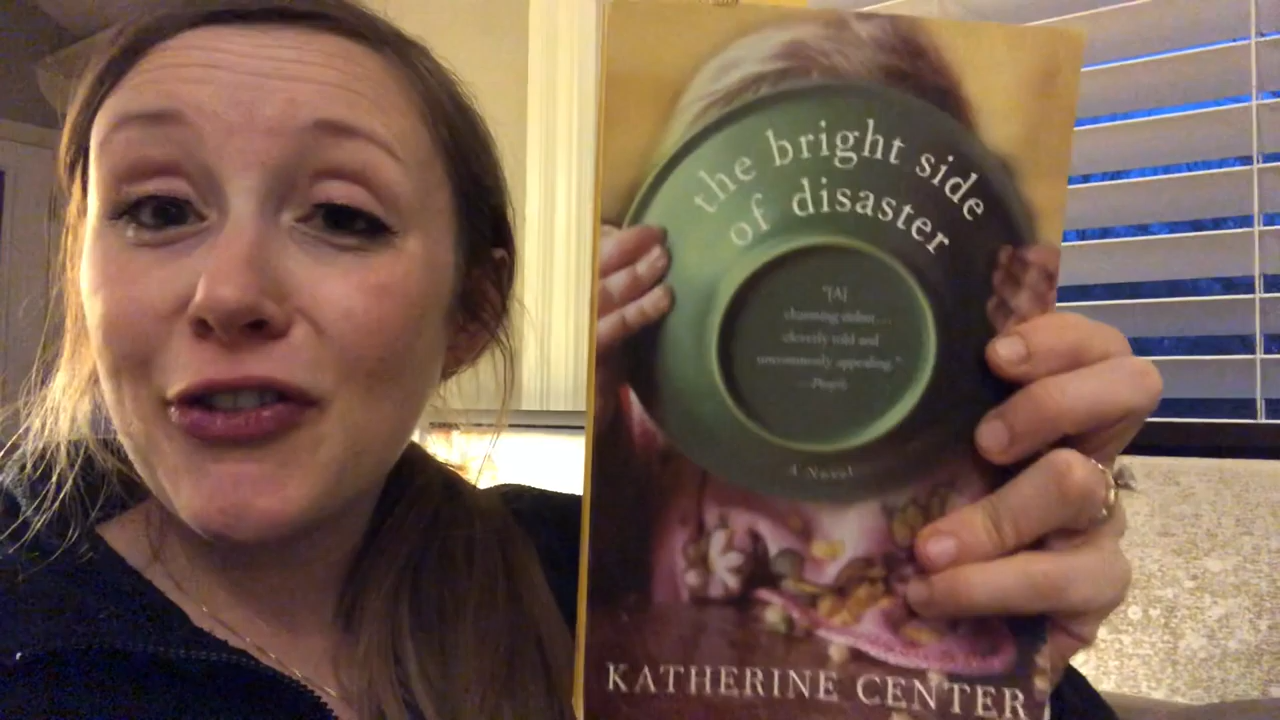 the bright side
of disaster
"[A]
charming debut...
cleverly told and
uncommonly appealing."
—People
A Novel
KATHERINE CENTER